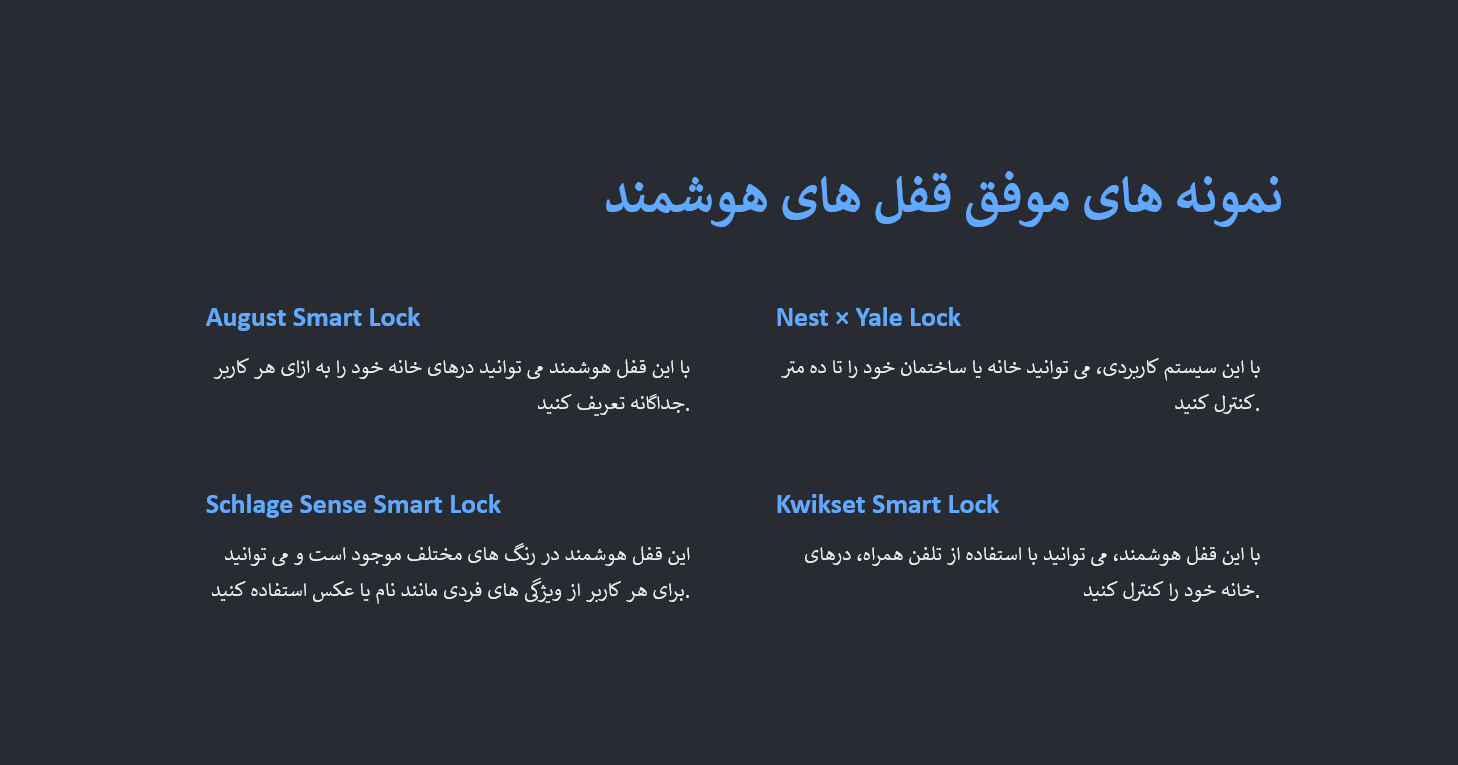 نمونه های موفق قفل های هوشمند
August Smart Lock
با این قفل هوشمند می توانید درهای خانه خود را به ازای هر کاربر
جداگانه تعریف کنید.
Nest × Yale Lock
با این سیستم کاربردی، می توانید خانه یا ساختمان خود را تا ده متر
کنترل کنید.
Schlage Sense Smart Lock
این قفل هوشمند در رنگ های مختلف موجود است و می توانید
برای هر کاربر از ویژگی های فردی مانند نام یا عکس استفاده کنید.
Kwikset Smart Lock
با این قفل هوشمند، می توانید با استفاده از تلفن همراه، درهای
خانه خود را کنترل کنید.